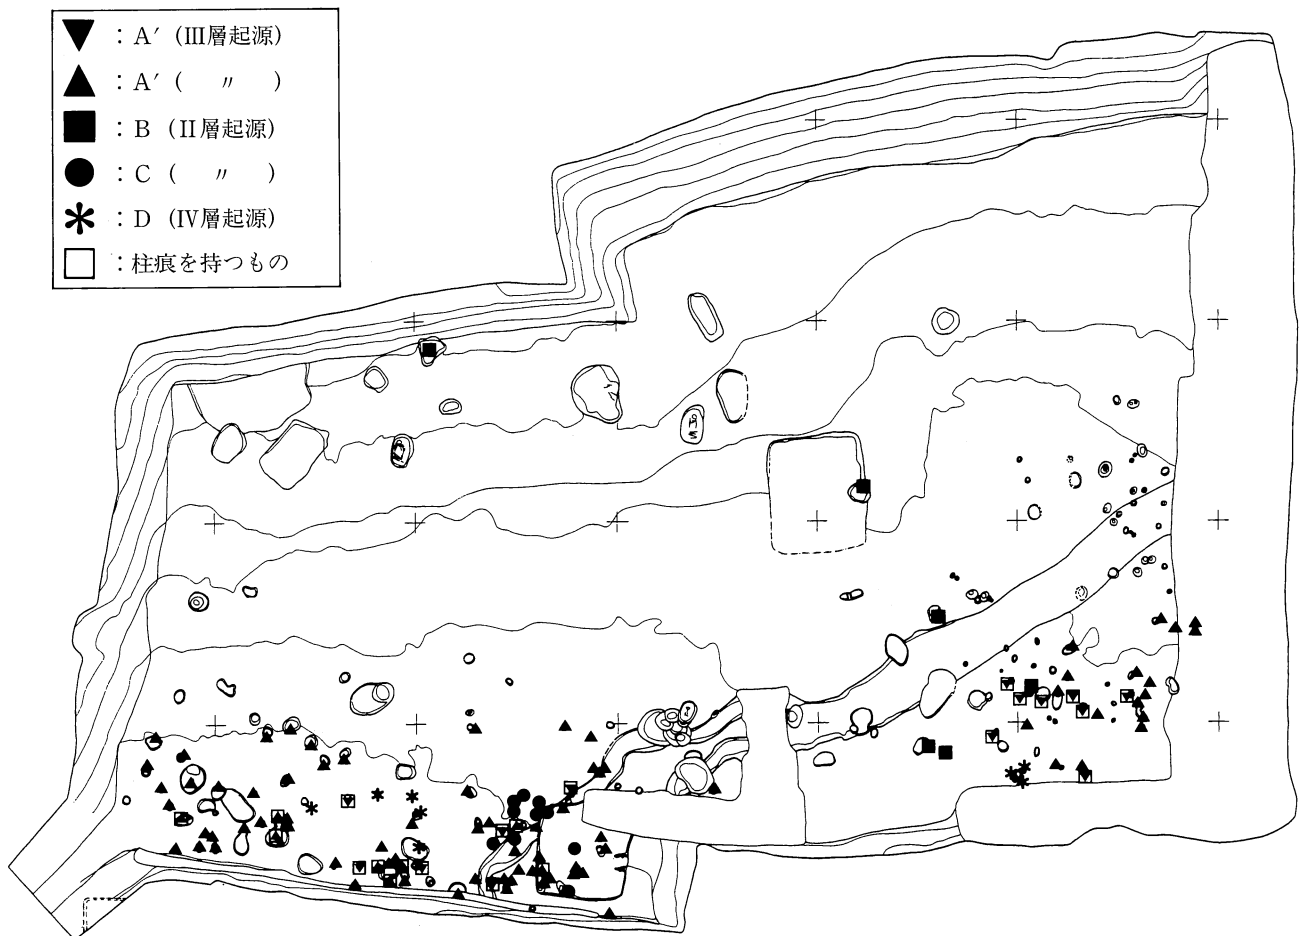 ▼：A′(III層起源)
▲：A′( 〃 )
■：B (II層起源)
●：C ( 〃 )
＊：D (IV層起源)
□：柱痕を持つもの